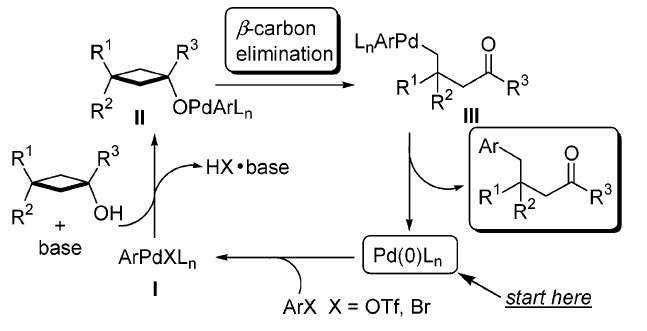 β-carbon
elimination
R¹ R³
R²
OPdArLₙ
II
LₙArPd
O
R¹ R² R³
III
R¹ R³
R²
OH
+
base
HX•base
Ar
O
R¹ R² R³
ArPdXLₙ
I
Pd(0)Lₙ
ArX X = OTf, Br
start here